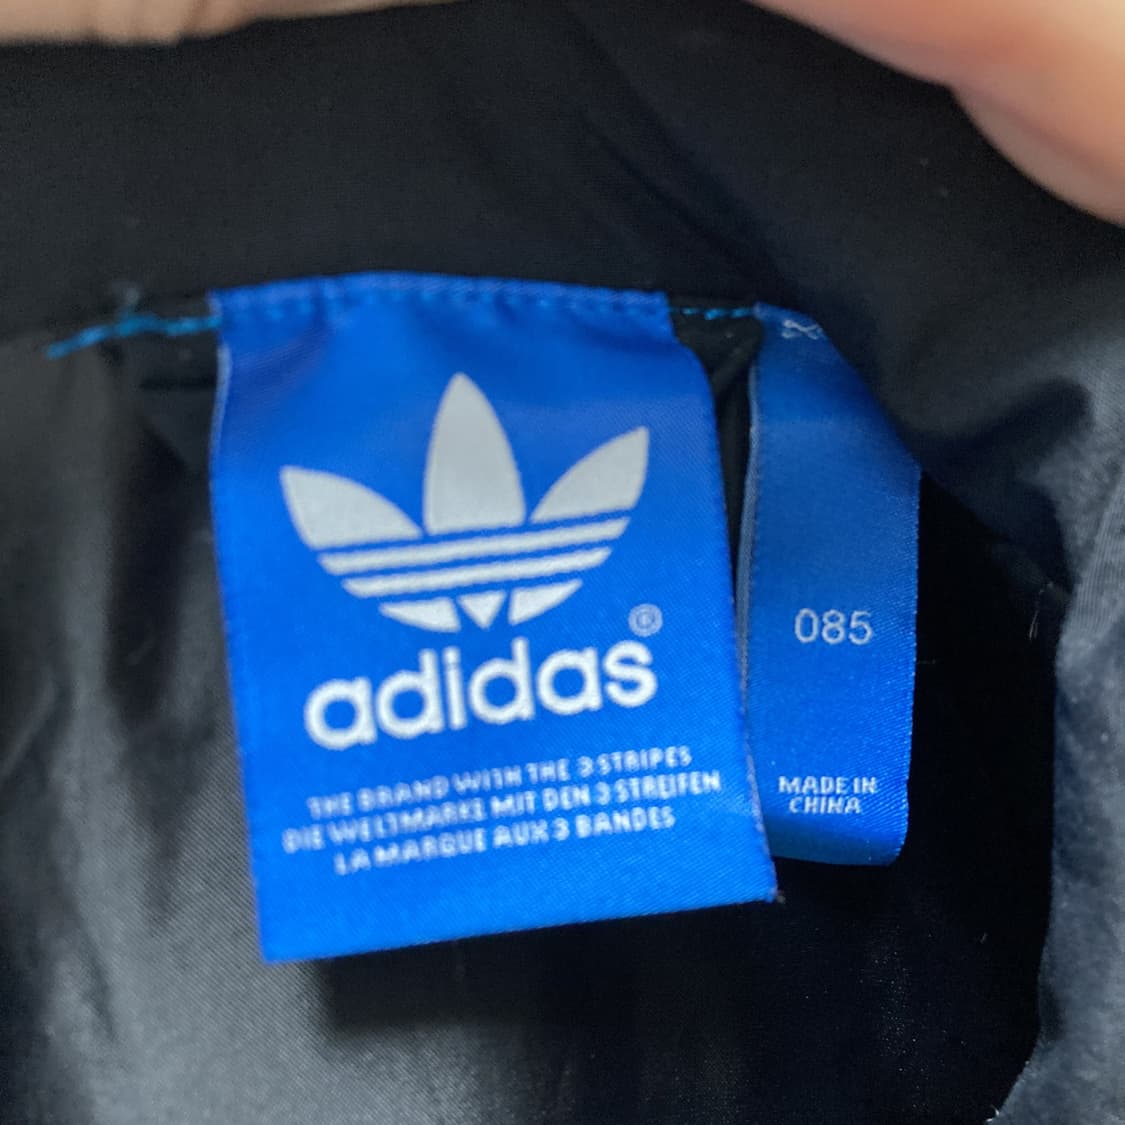 adidas
®
THE BRAND WITH THE 3 STRIPES
DIE WELTMARKE MIT DEN 3 STREIFEN
LA MARQUE AUX 3 BANDES
085
MADE IN
CHINA